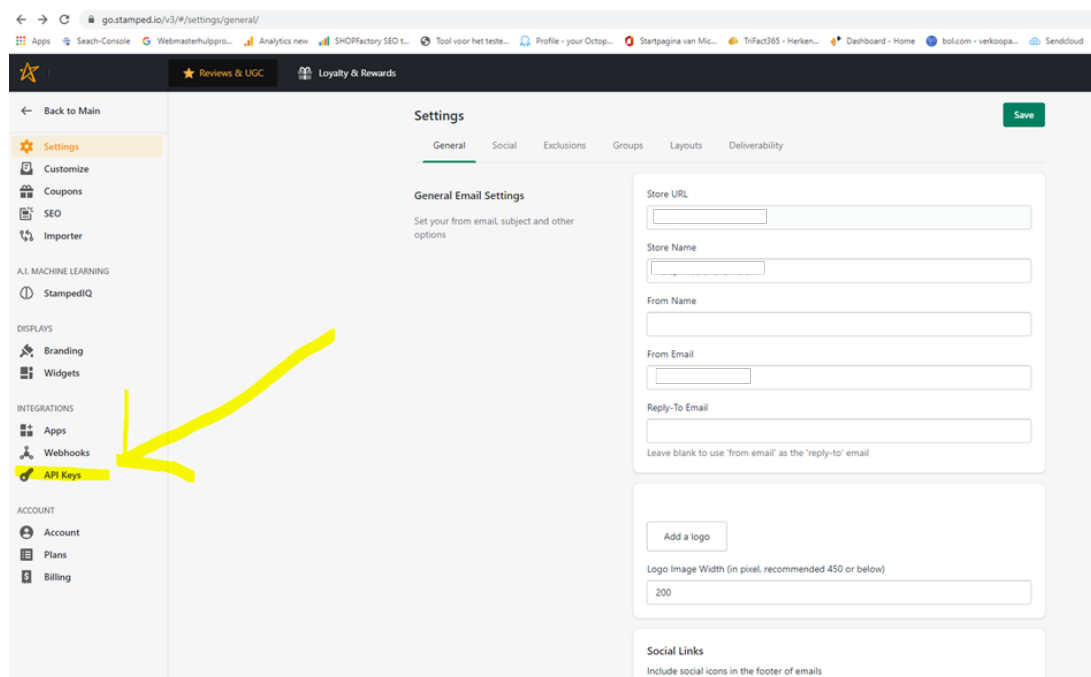 go.stamped.io/v3/#/settings/general/
Apps Seach-Console Webmasterhulppro... Analytics new SHOPFactory SEO t... Tool voor het teste... Profile - your Octop... Startpagina van Mic... TriFact365 - Herken... Dashboard - Home bol.com - verkoopa... Sendcloud
Reviews & UGC Loyalty & Rewards
Back to Main
Settings
Customize
Coupons
SEO
Importer
A.I. MACHINE LEARNING
StampedIQ
DISPLAYS
Branding
Widgets
INTEGRATIONS
Apps
Webhooks
API Keys
ACCOUNT
Account
Plans
Billing
Settings Save
General Social Exclusions Groups Layouts Deliverability
General Email Settings
Set your from email, subject and other
options
Store URL
Store Name
From Name
From Email
Reply-To Email
Leave blank to use 'from email' as the 'reply-to' email
Add a logo
Logo Image Width (in pixel, recommended 450 or below)
200
Social Links
Include social icons in the footer of emails